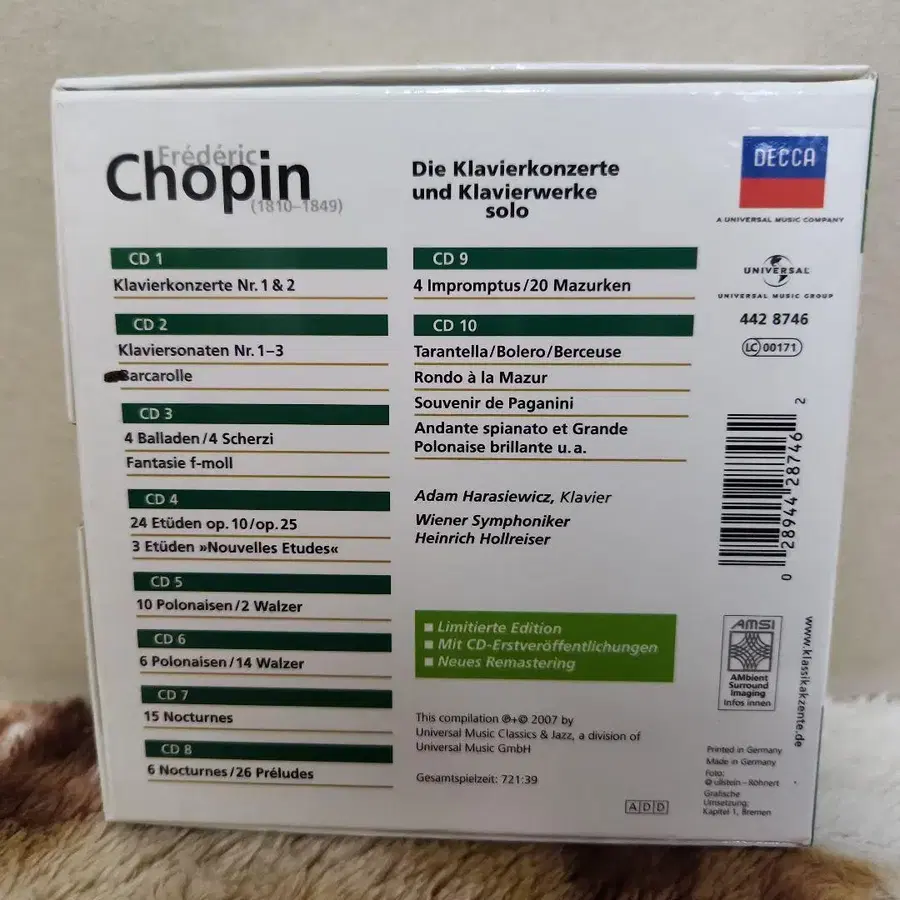 Frédéric
Chopin
(1810–1849)
Die Klavierkonzerte
und Klavierwerke
solo
CD 1
Klavierkonzerte Nr. 1 & 2
CD 2
Klaviersonaten Nr. 1–3
Barcarolle
CD 3
4 Balladen/4 Scherzi
Fantasie f-moll
CD 4
24 Etüden op. 10/op. 25
3 Etüden »Nouvelles Etudes«
CD 5
10 Polonaisen/2 Walzer
CD 6
6 Polonaisen/14 Walzer
CD 7
15 Nocturnes
CD 8
6 Nocturnes/26 Préludes
CD 9
4 Impromptus/20 Mazurken
CD 10
Tarantella/Bolero/Berceuse
Rondo à la Mazur
Souvenir de Paganini
Andante spianato et Grande
Polonaise brillante u. a.
Adam Harasiewicz, Klavier
Wiener Symphoniker
Heinrich Hollreiser
■ Limitierte Edition
■ Mit CD-Erstveröffentlichungen
■ Neues Remastering
This compilation ℗+© 2007 by
Universal Music Classics & Jazz, a division of
Universal Music GmbH
Gesamtspielzeit: 721:39
ADD
DECCA
A UNIVERSAL MUSIC COMPANY
UNIVERSAL
UNIVERSAL MUSIC GROUP
442 8746
LC 00171
0 28944 28746 2
AMSI
AMbient
Surround
Imaging
Infos innen
www.klassikakzente.de
Printed in Germany
Made in Germany
Foto:
© ullstein - Röhnert
Grafische
Umsetzung:
Kapitel 1, Bremen